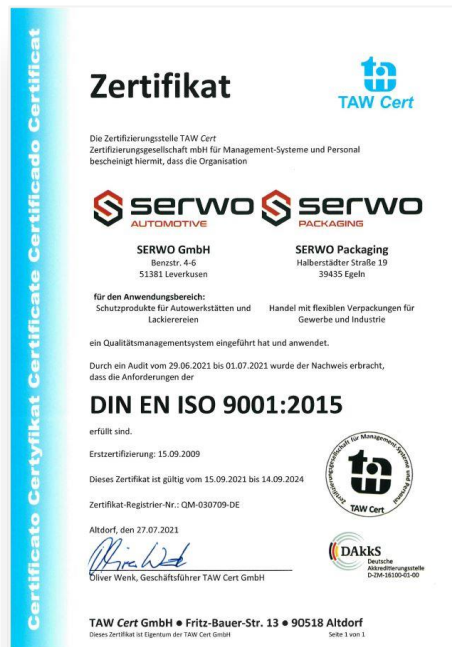 Certificato Certyfikat Certificate Certificado Certificat
Zertifikat
taw
TAW Cert
Die Zertifizierungsstelle TAW Cert
Zertifizierungsgesellschaft mbH für Management-Systeme und Personal
bescheinigt hiermit, dass die Organisation
serwo
AUTOMOTIVE
serwo
PACKAGING
SERWO GmbH
Benzstr. 4-6
51381 Leverkusen
SERWO Packaging
Halberstädter Straße 19
39435 Egeln
für den Anwendungsbereich:
Schutzprodukte für Autowerkstätten und
Lackierereien
Handel mit flexiblen Verpackungen für
Gewerbe und Industrie
ein Qualitätsmanagementsystem eingeführt hat und anwendet.
Durch ein Audit vom 29.06.2021 bis 01.07.2021 wurde der Nachweis erbracht,
dass die Anforderungen der
DIN EN ISO 9001:2015
erfüllt sind.
Erstzertifizierung: 15.09.2009
Dieses Zertifikat ist gültig vom 15.09.2021 bis 14.09.2024
Zertifikat-Registrier-Nr.: QM-030709-DE
Zertifizierungsgesellschaft für Management-Systeme und Personal
taw
TAW Cert
Altdorf, den 27.07.2021
Oliver Wenk, Geschäftsführer TAW Cert GmbH
DAkkS
Deutsche
Akkreditierungsstelle
D-ZM-16100-01-00
TAW Cert GmbH ● Fritz-Bauer-Str. 13 ● 90518 Altdorf
Dieses Zertifikat ist Eigentum der TAW Cert GmbH
Seite 1 von 1